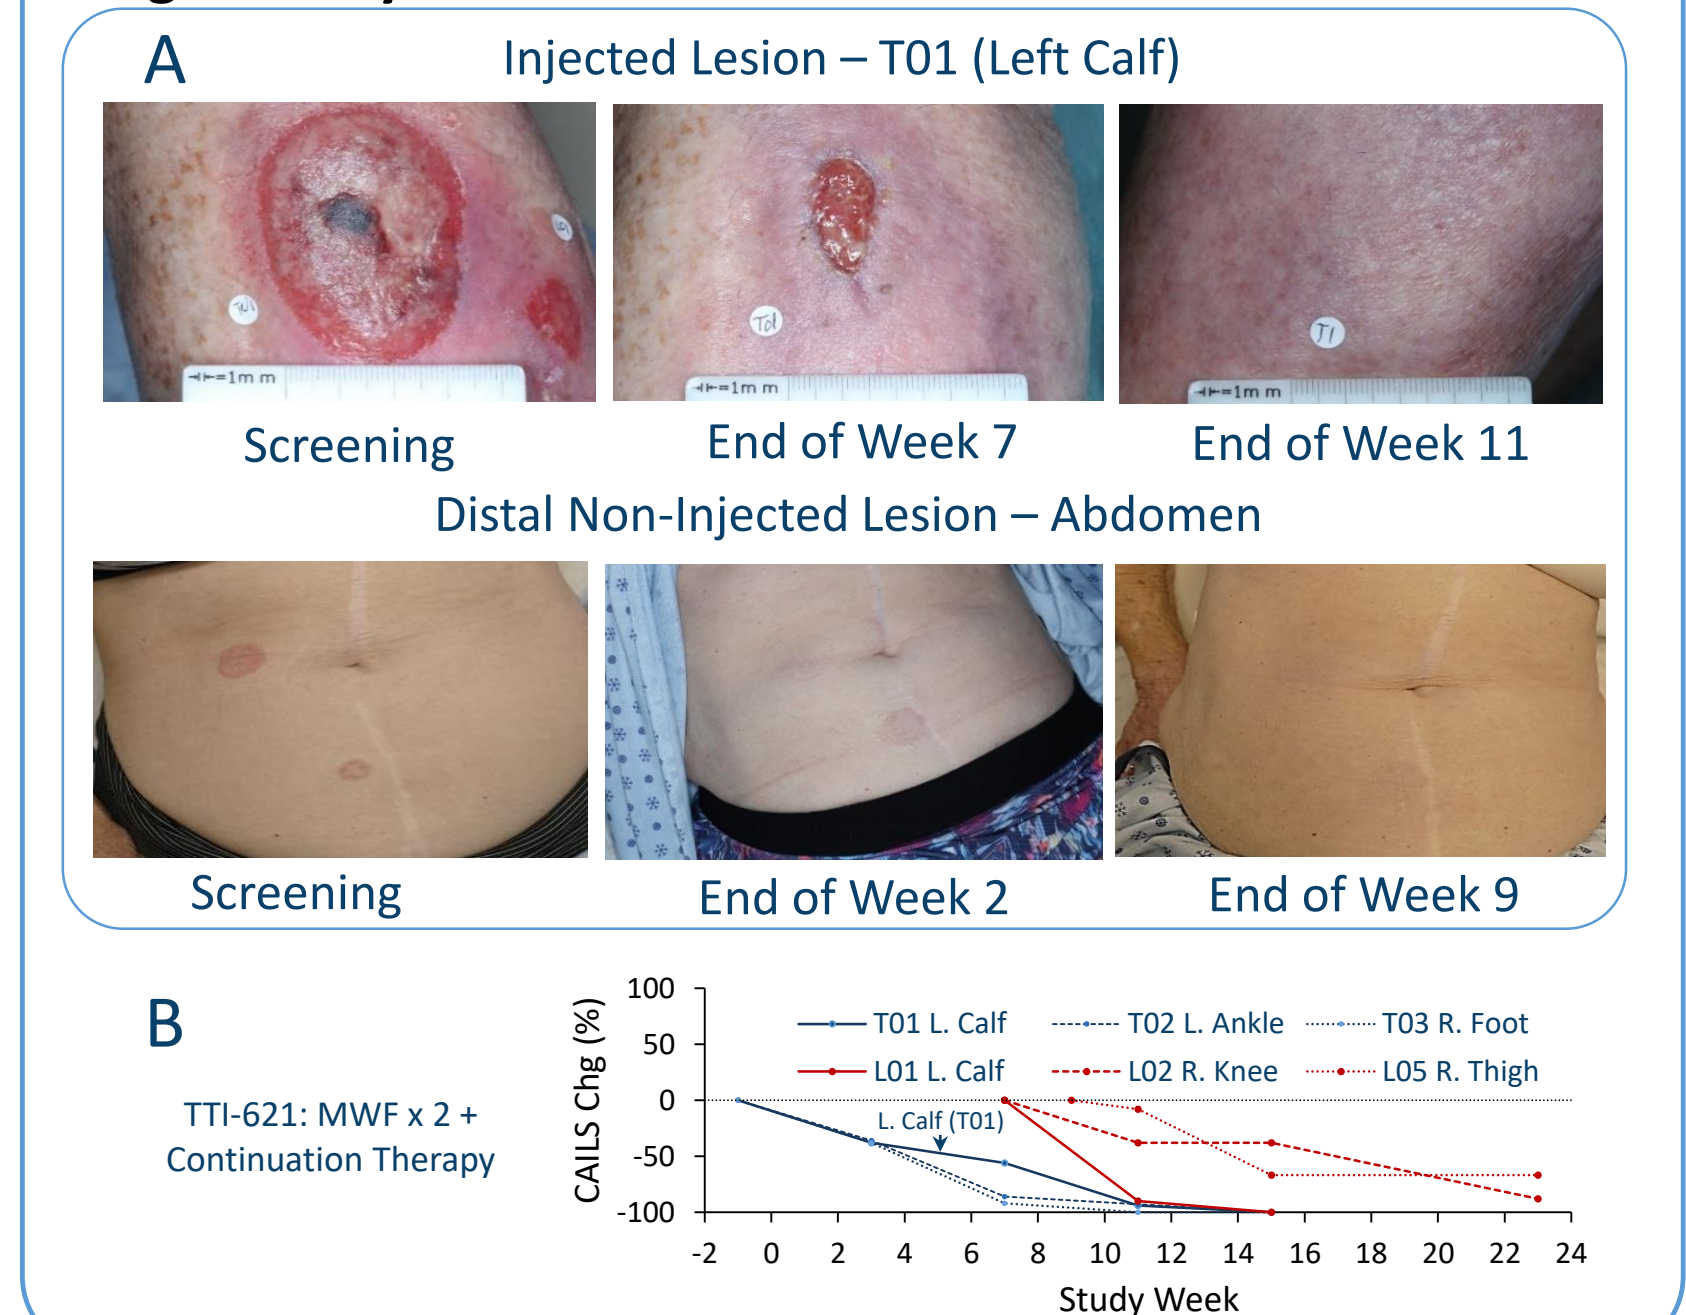 A
Injected Lesion – T01 (Left Calf)
T01
⊣⊢=1m m
T01
⊣⊢=1m m
T1
⊣⊢=1m m
Screening
End of Week 7
End of Week 11
Distal Non-Injected Lesion – Abdomen
Screening
End of Week 2
End of Week 9
B
TTI-621: MWF x 2 +
Continuation Therapy
CAILS Chg (%)
100
50
0
-50
-100
T01 L. Calf
T02 L. Ankle
T03 R. Foot
L01 L. Calf
L02 R. Knee
L05 R. Thigh
L. Calf (T01)
-2 0 2 4 6 8 10 12 14 16 18 20 22 24
Study Week